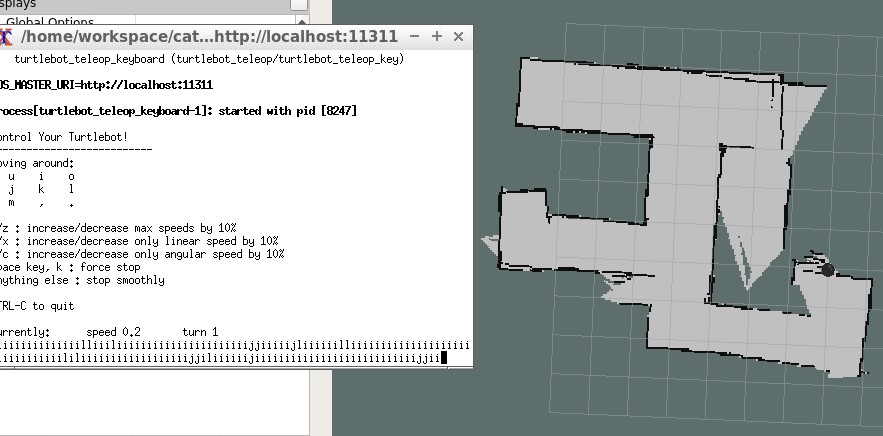 splays
Global Options
/home/workspace/cat...http://localhost:11311
turtlebot_teleop_keyboard (turtlebot_teleop/turtlebot_teleop_key)
OS_MASTER_URI=http://localhost:11311
rocess[turtlebot_teleop_keyboard-1]: started with pid [8247]
ontrol Your Turtlebot!
---------------------------
oving around:
u i o
j k l
m , .
/z : increase/decrease max speeds by 10%
/x : increase/decrease only linear speed by 10%
/c : increase/decrease only angular speed by 10%
pace key, k : force stop
nything else : stop smoothly
TRL-C to quit
urrently: speed 0.2 turn 1